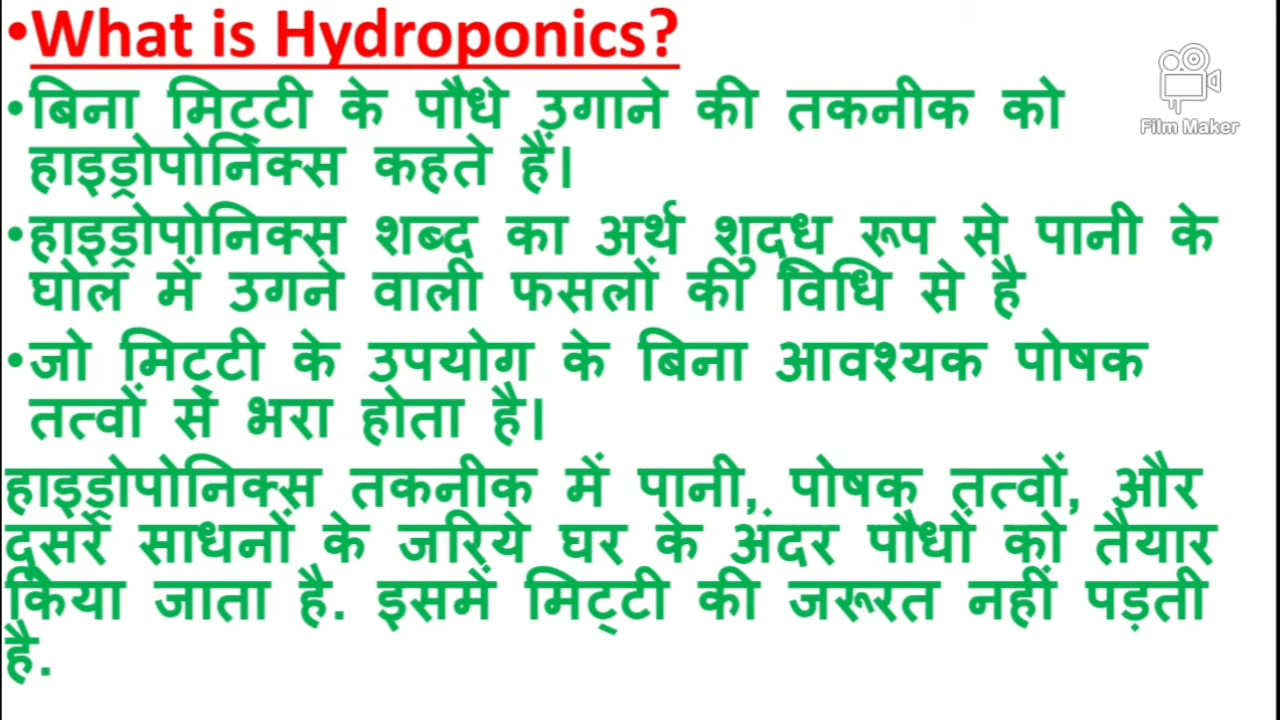 •What is Hydroponics?
Film Maker
•बिना मिट्टी के पौधे उगाने की तकनीक को
हाइड्रोपोनिक्स कहते हैं।
•हाइड्रोपोनिक्स शब्द का अर्थ शुद्ध रूप से पानी के
घोल में उगने वाली फसलों की विधि से है
•जो मिट्टी के उपयोग के बिना आवश्यक पोषक
तत्वों से भरा होता है।
हाइड्रोपोनिक्स तकनीक में पानी, पोषक तत्वों, और
दूसरे साधनों के जरिये घर के अंदर पौधों को तैयार
किया जाता है. इसमें मिट्टी की जरूरत नहीं पड़ती
है.